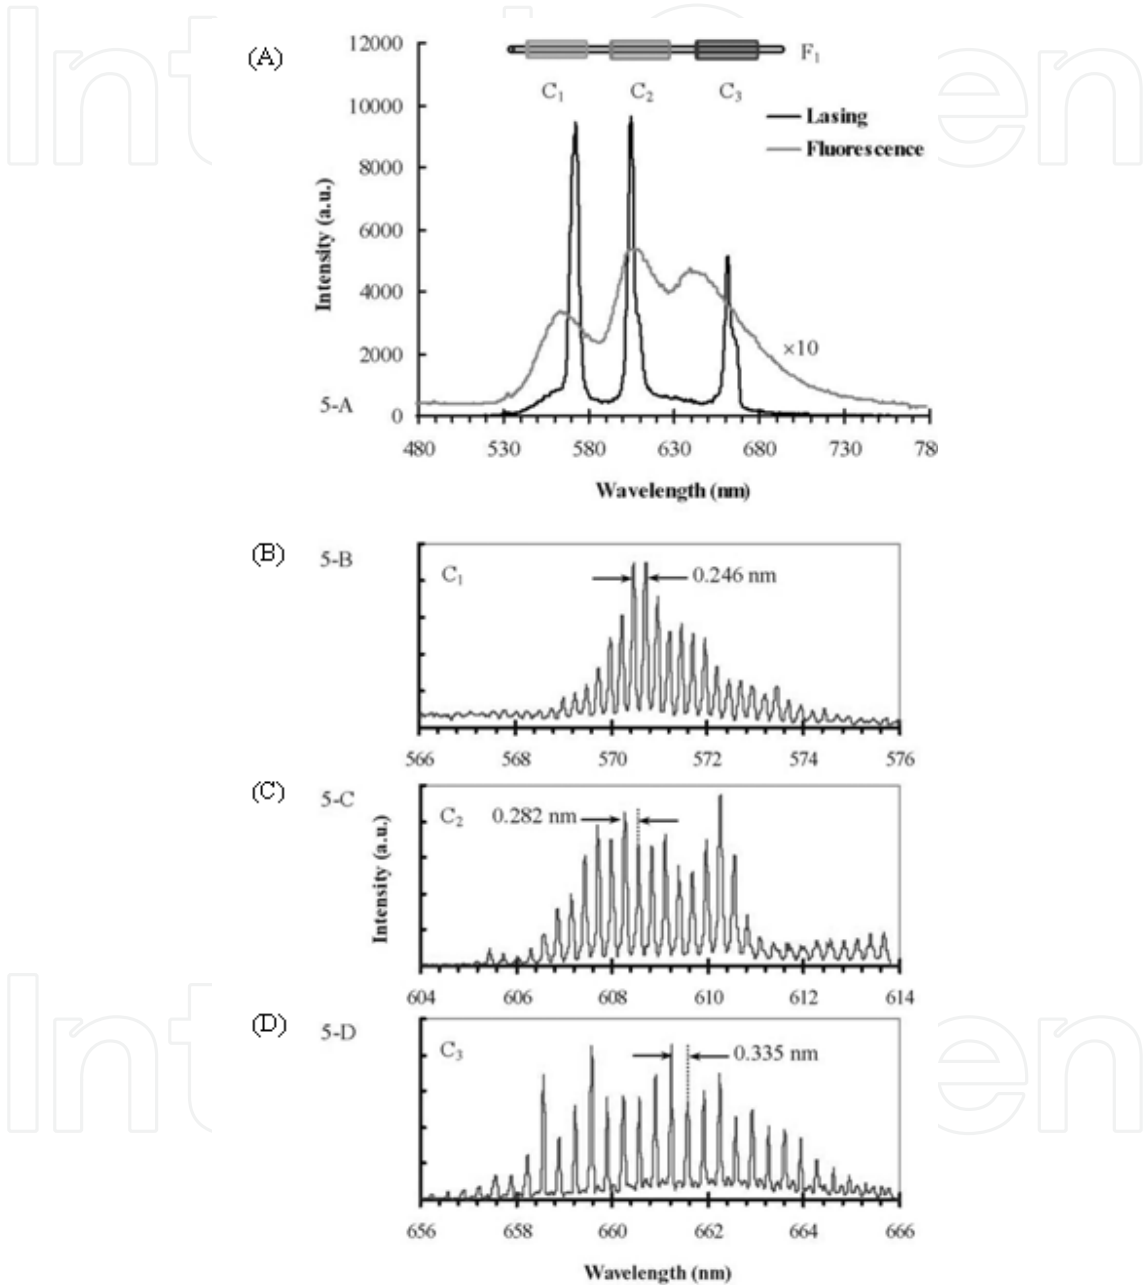 (A)
12000
F1
C1
C2
C3
10000
Lasing
Fluorescence
8000
6000
4000
2000
0
Intensity (a.u.)
×10
5-A
480 530 580 630 680 730 78
Wavelength (nm)
(B)
5-B
C1
0.246 nm
566 568 570 572 574 576
(C)
5-C
C2
0.282 nm
604 606 608 610 612 614
Intensity (a.u.)
(D)
5-D
C3
0.335 nm
656 658 660 662 664 666
Wavelength (nm)